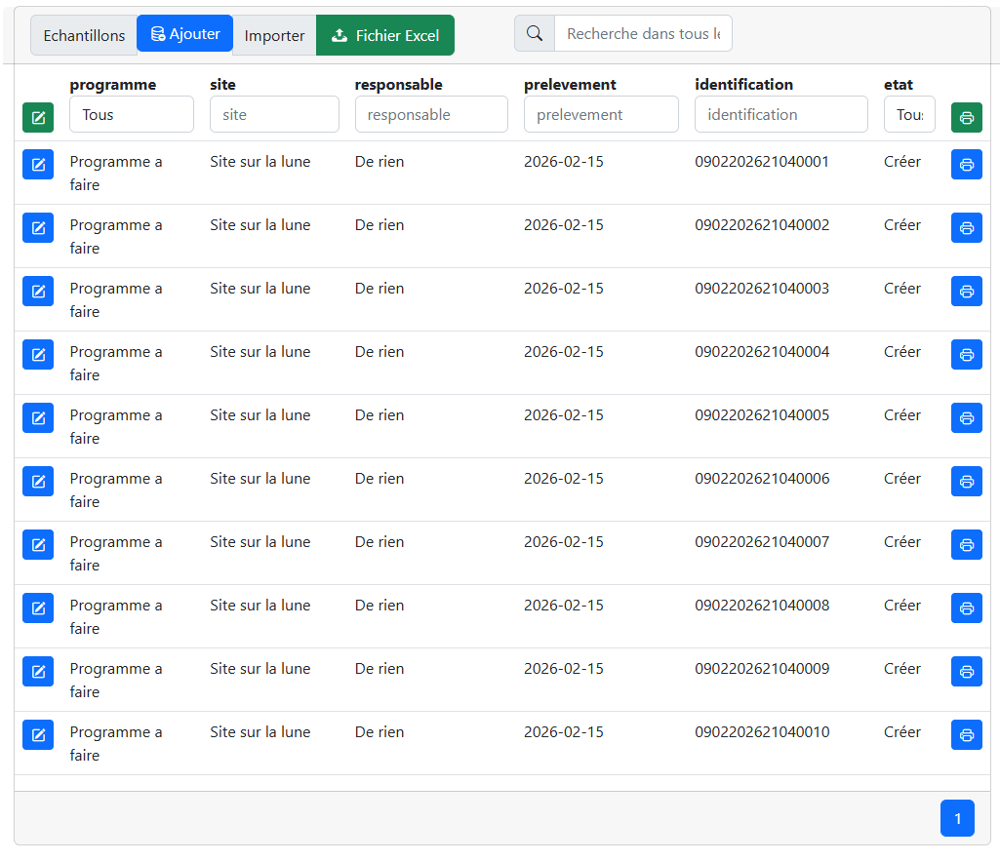 Echantillons Ajouter Importer Fichier Excel Recherche dans tous le
programme site responsable prelevement identification etat
Tous site responsable prelevement identification Tous
Programme a Site sur la lune De rien 2026-02-15 0902202621040001 Créer
faire
Programme a Site sur la lune De rien 2026-02-15 0902202621040002 Créer
faire
Programme a Site sur la lune De rien 2026-02-15 0902202621040003 Créer
faire
Programme a Site sur la lune De rien 2026-02-15 0902202621040004 Créer
faire
Programme a Site sur la lune De rien 2026-02-15 0902202621040005 Créer
faire
Programme a Site sur la lune De rien 2026-02-15 0902202621040006 Créer
faire
Programme a Site sur la lune De rien 2026-02-15 0902202621040007 Créer
faire
Programme a Site sur la lune De rien 2026-02-15 0902202621040008 Créer
faire
Programme a Site sur la lune De rien 2026-02-15 0902202621040009 Créer
faire
Programme a Site sur la lune De rien 2026-02-15 0902202621040010 Créer
faire
1